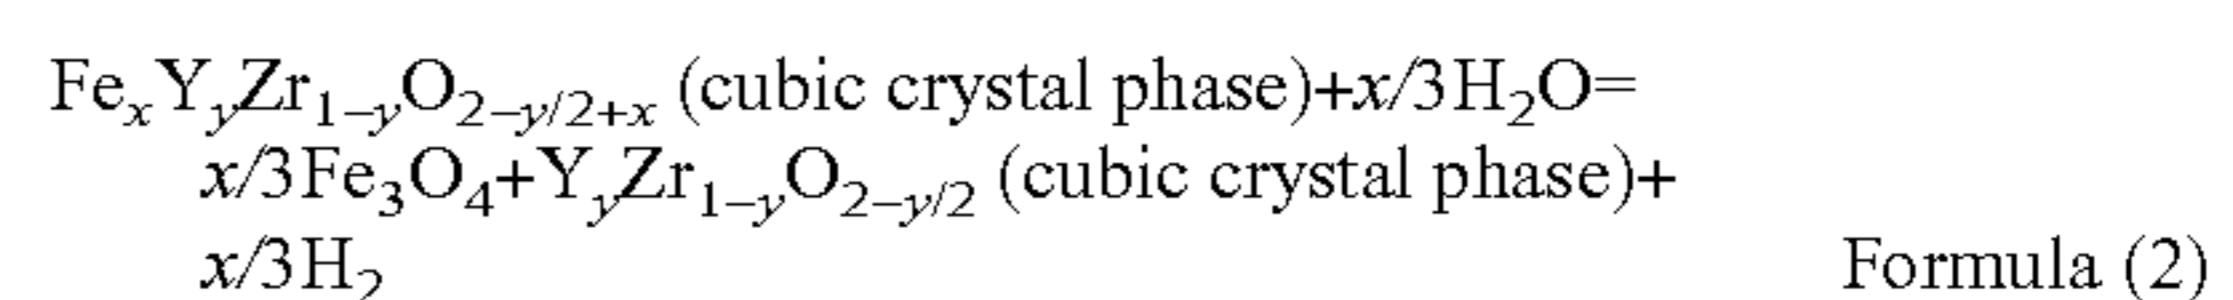 Fe_xY_yZr_{1−y}O_{2−y/2+x} (cubic crystal phase)+x/3H_2O=
x/3Fe_3O_4+Y_yZr_{1−y}O_{2−y/2} (cubic crystal phase)+
x/3H_2 Formula (2)